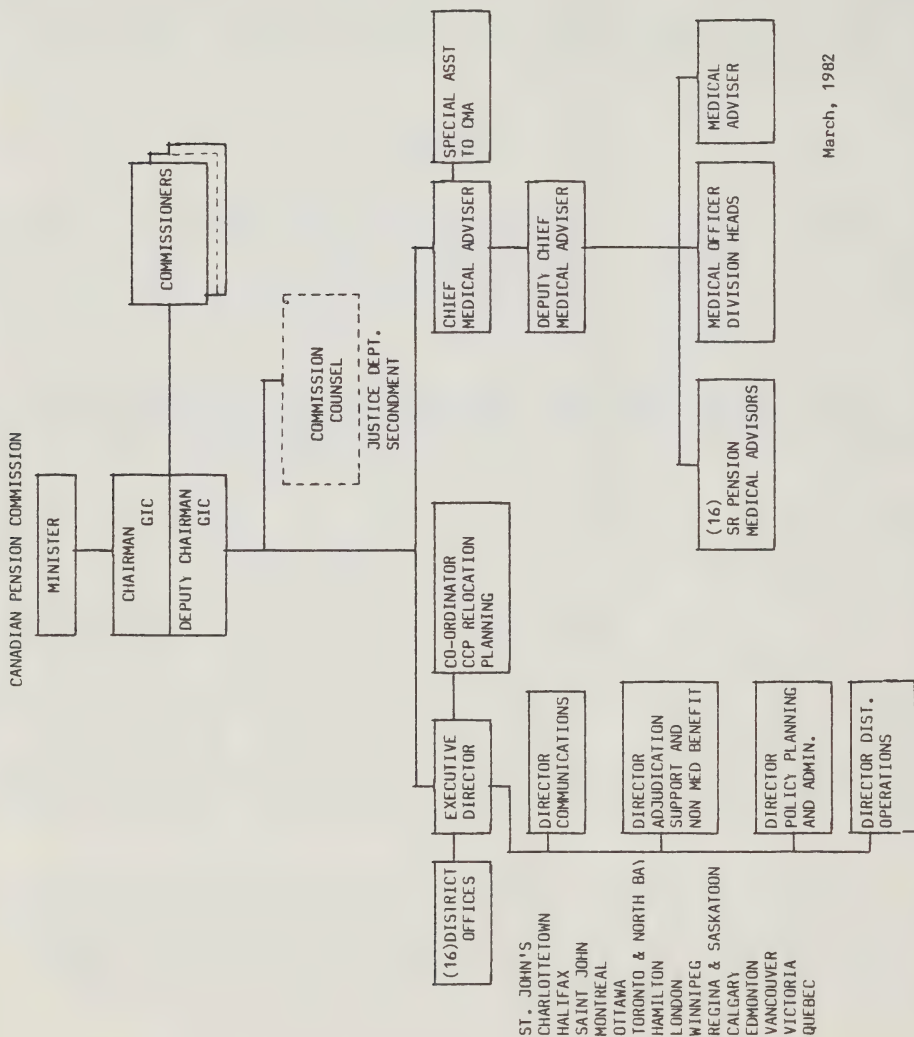 CANADIAN PENSION COMMISSION
MINISTER
CHAIRMAN
GIC
DEPUTY CHAIRMAN
GIC
COMMISSIONERS
COMMISSION
COUNSEL
JUSTICE DEPT.
SECONDMENT
(16)DISTRICT
OFFICES
EXECUTIVE
DIRECTOR
CO-ORDINATOR
CCP RELOCATION
PLANNING
CHIEF
MEDICAL ADVISER
SPECIAL ASST
TO CMA
DEPUTY CHIEF
MEDICAL ADVISER
ST. JOHN'S
CHARLOTTETOWN
HALIFAX
SAINT JOHN
MONTREAL
OTTAWA
TORONTO & NORTH BAY
HAMILTON
LONDON
WINNIPEG
REGINA & SASKATOON
CALGARY
EDMONTON
VANCOUVER
VICTORIA
QUEBEC
DIRECTOR
COMMUNICATIONS
DIRECTOR
ADJUDICATION
SUPPORT AND
NON MED BENEFIT
DIRECTOR
POLICY PLANNING
AND ADMIN.
DIRECTOR DIST.
OPERATIONS
(16)
SR PENSION
MEDICAL ADVISORS
MEDICAL OFFICER
DIVISION HEADS
MEDICAL
ADVISER
March, 1982